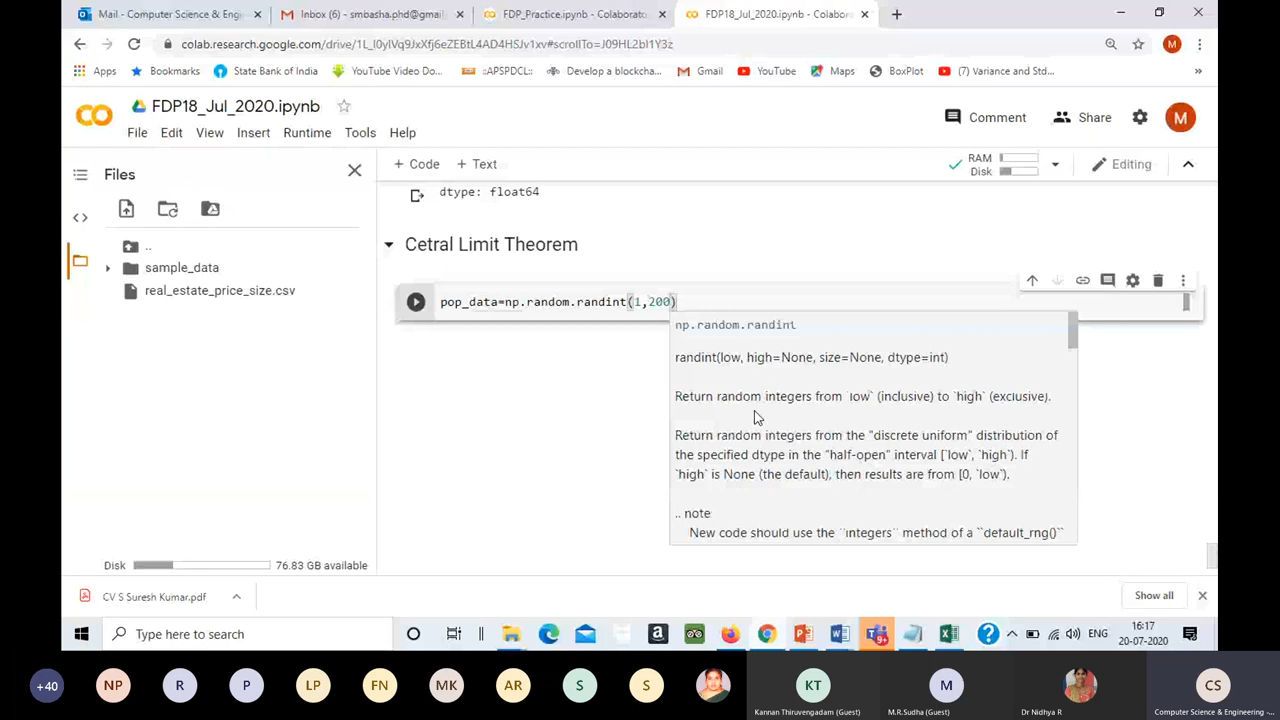 Mail - Computer Science & Engi
Inbox (6) - smbasha.phd@gmail
FDP_Practice.ipynb - Colaborato
FDP18_Jul_2020.ipynb - Colabora
colab.research.google.com/drive/1L_I0ylVq9JxXfj6eZEBtL4AD4HSJv1xv#scrollTo=J09HL2bI1Y3z
M
Apps
Bookmarks
State Bank of India
YouTube Video Do...
::APSPDCL::
Develop a blockcha...
Gmail
YouTube
Maps
BoxPlot
(7) Variance and Std...
FDP18_Jul_2020.ipynb
Comment
Share
M
File Edit View Insert Runtime Tools Help
Files
+ Code + Text
RAM
Disk
Editing
dtype: float64
..
sample_data
real_estate_price_size.csv
Cetral Limit Theorem
pop_data=np.random.randint(1,200)
np.random.randint
randint(low, high=None, size=None, dtype=int)
Return random integers from `low` (inclusive) to `high` (exclusive).
Return random integers from the "discrete uniform" distribution of
the specified dtype in the "half-open" interval [`low`, `high`). If
`high` is None (the default), then results are from [0, `low`).
.. note
New code should use the ``integers`` method of a ``default_rng()``
Disk
76.83 GB available
CV S Suresh Kumar.pdf
Show all
Type here to search
a
9+
ENG
16:17
20-07-2020
+40
NP
R
P
LP
FN
MK
AR
S
S
KT
Kannan Thiruvengadam (Guest)
M
M.R.Sudha (Guest)
Dr Nidhya R
CS
Computer Science & Engineering -...